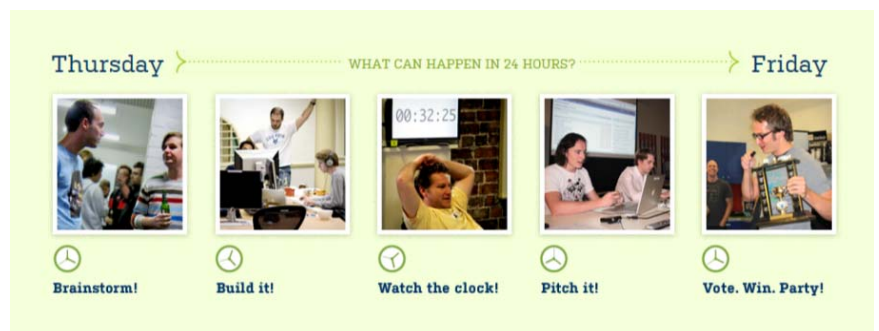 Thursday WHAT CAN HAPPEN IN 24 HOURS? Friday
00:32:25
Brainstorm! Build it! Watch the clock! Pitch it! Vote. Win. Party!